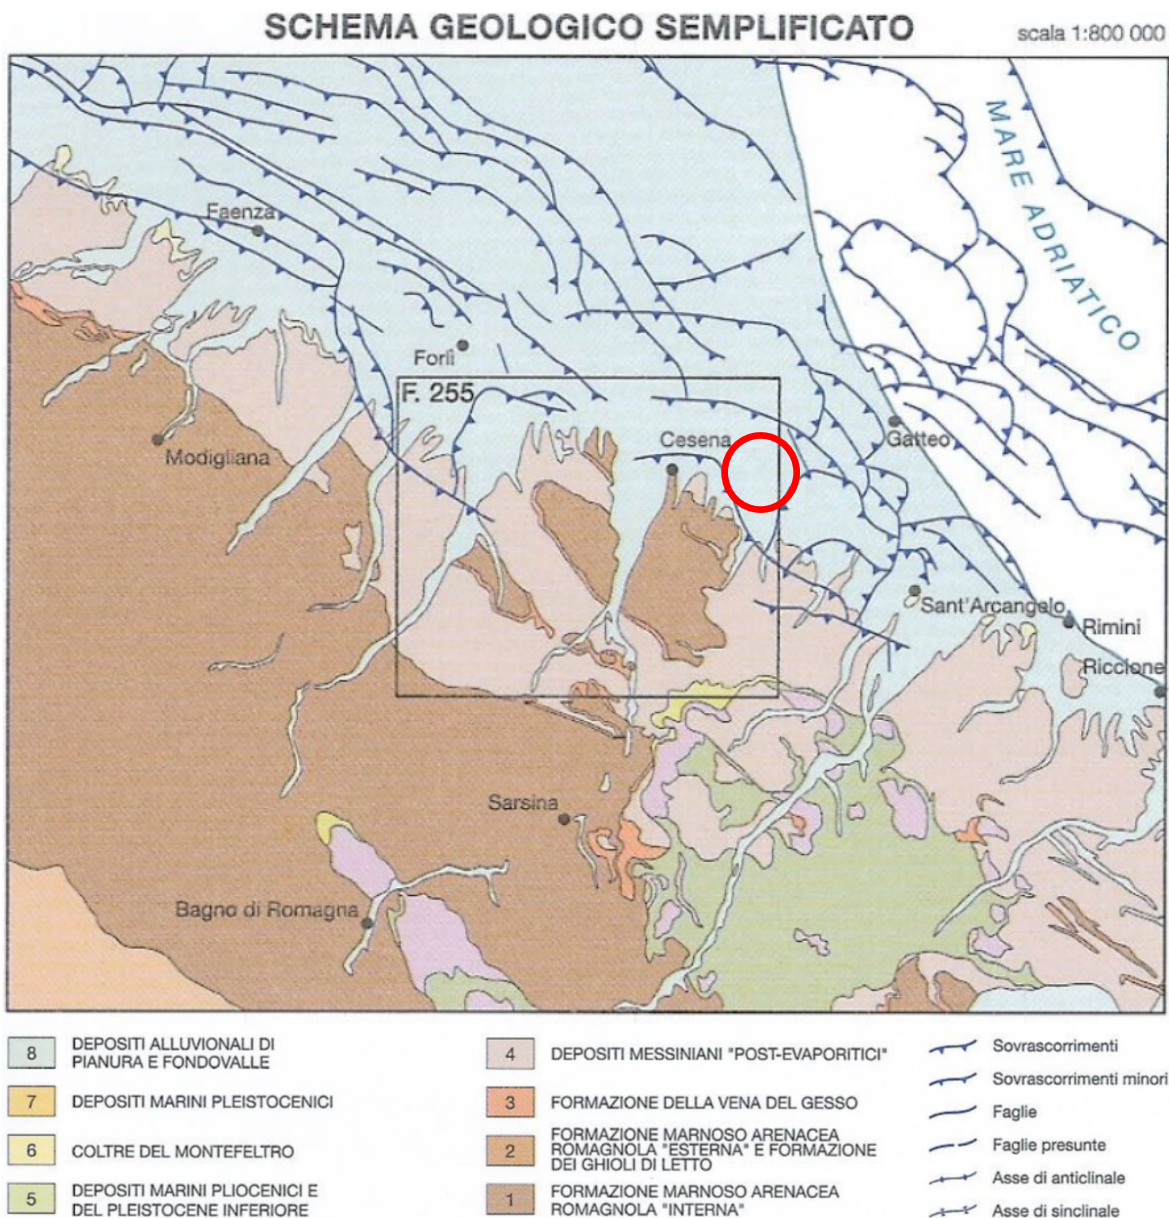 SCHEMA GEOLOGICO SEMPLIFICATO
scala 1:800 000
MARE ADRIATICO
Faenza
Forlì
F. 255
Cesena
Gatteo
Modigliana
Sant'Arcangelo
Rimini
Riccione
Sarsina
Bagno di Romagna
8 DEPOSITI ALLUVIONALI DI
PIANURA E FONDOVALLE
7 DEPOSITI MARINI PLEISTOCENICI
6 COLTRE DEL MONTEFELTRO
5 DEPOSITI MARINI PLIOCENICI E
DEL PLEISTOCENE INFERIORE
4 DEPOSITI MESSINIANI "POST-EVAPORITICI"
3 FORMAZIONE DELLA VENA DEL GESSO
2 FORMAZIONE MARNOSO ARENACEA
ROMAGNOLA "ESTERNA" E FORMAZIONE
DEI GHIOLI DI LETTO
1 FORMAZIONE MARNOSO ARENACEA
ROMAGNOLA "INTERNA"
Sovrascorrimenti
Sovrascorrimenti minori
Faglie
Faglie presunte
Asse di anticlinale
Asse di sinclinale